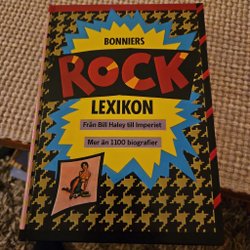 BONNIERS
ROCK
LEXIKON
Från Bill Haley till Imperiet
Mer än 1100 biografier